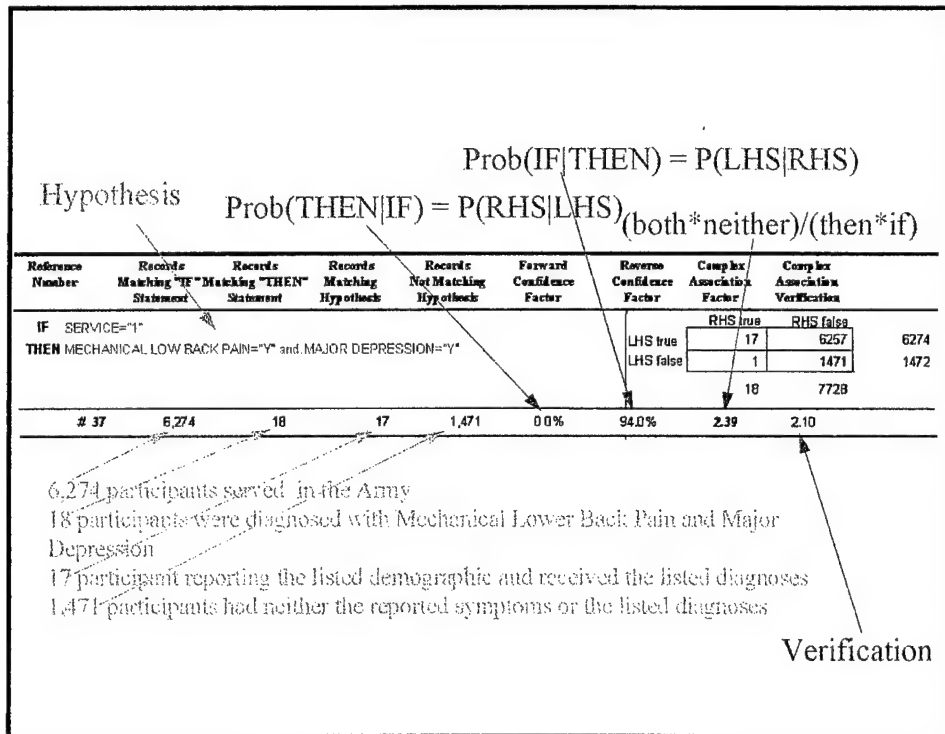 Prob(IF|THEN) = P(LHS|RHS)
Hypothesis
Prob(THEN|IF) = P(RHS|LHS)
(both*neither)/(then*if)
Reference Number
Records Matching "IF" Statement
Records Matching "THEN" Statement
Records Matching Hypothesis
Records Not Matching Hypothesis
Forward Confidence Factor
Reverse Confidence Factor
Complex Association Factor
Complex Association Verification
IF SERVICE="1"
THEN MECHANICAL LOW BACK PAIN="Y" and MAJOR DEPRESSION="Y"
RHS true RHS false
LHS true 17 6257 6274
LHS false 1 1471 1472
18 7728
# 37 6,274 18 17 1,471 0.0% 94.0% 2.39 2.10
6,274 participants served in the Army
18 participants were diagnosed with Mechanical Lower Back Pain and Major
Depression
17 participant reporting the listed demographic and received the listed diagnoses
1,471 participants had neither the reported symptoms or the listed diagnoses
Verification